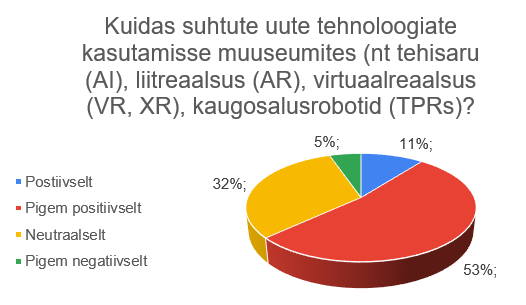 Kuidas suhtute uute tehnoloogiate
kasutamisse muuseumites (nt tehisaru
(AI), liitreaalsus (AR), virtuaalreaalsus
(VR, XR), kaugosalusrobotid (TPRs)?
5%;
11%;
32%;
53%;
Postiivselt
Pigem positiivselt
Neutraalselt
Pigem negatiivselt